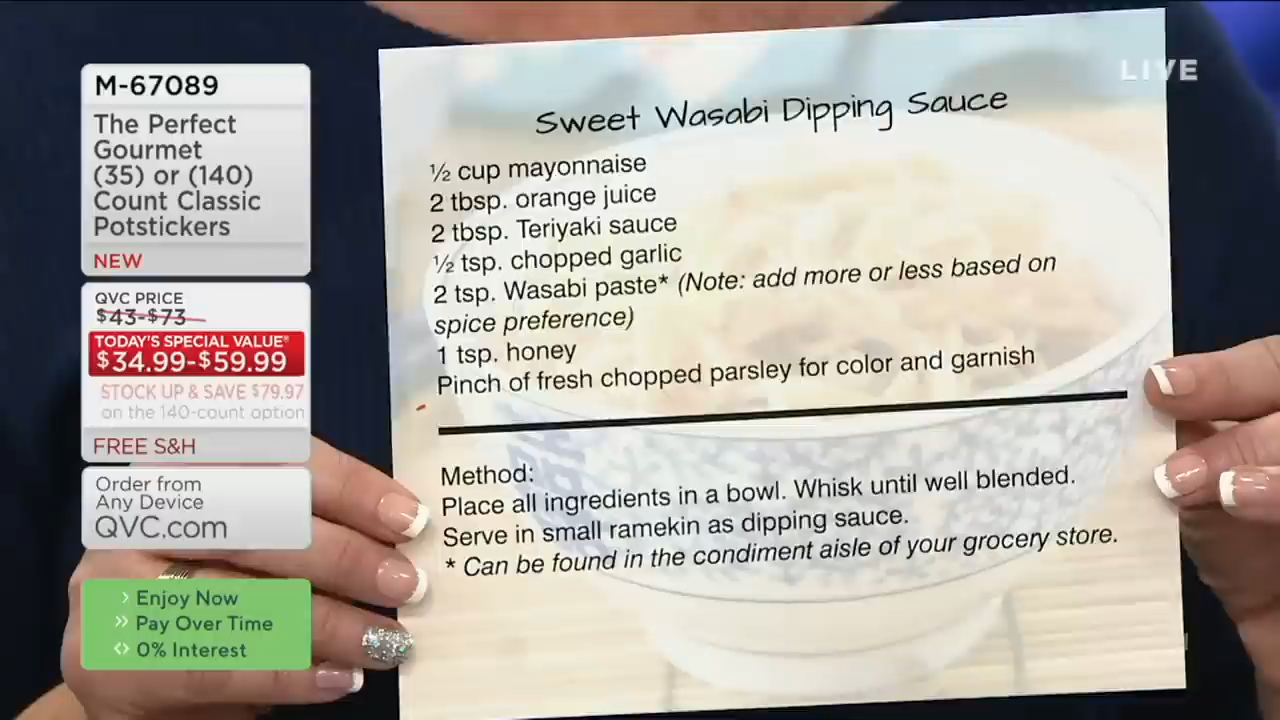 M-67089
The Perfect
Gourmet
(35) or (140)
Count Classic
Potstickers
NEW
QVC PRICE
$43-$73
TODAY'S SPECIAL VALUE®
$34.99-$59.99
STOCK UP & SAVE $79.97
on the 140-count option
FREE S&H
Order from
Any Device
QVC.com
> Enjoy Now
>> Pay Over Time
<> 0% Interest
LIVE
Sweet Wasabi Dipping Sauce
½ cup mayonnaise
2 tbsp. orange juice
2 tbsp. Teriyaki sauce
½ tsp. chopped garlic
2 tsp. Wasabi paste* (Note: add more or less based on
spice preference)
1 tsp. honey
Pinch of fresh chopped parsley for color and garnish
Method:
Place all ingredients in a bowl. Whisk until well blended.
Serve in small ramekin as dipping sauce.
* Can be found in the condiment aisle of your grocery store.